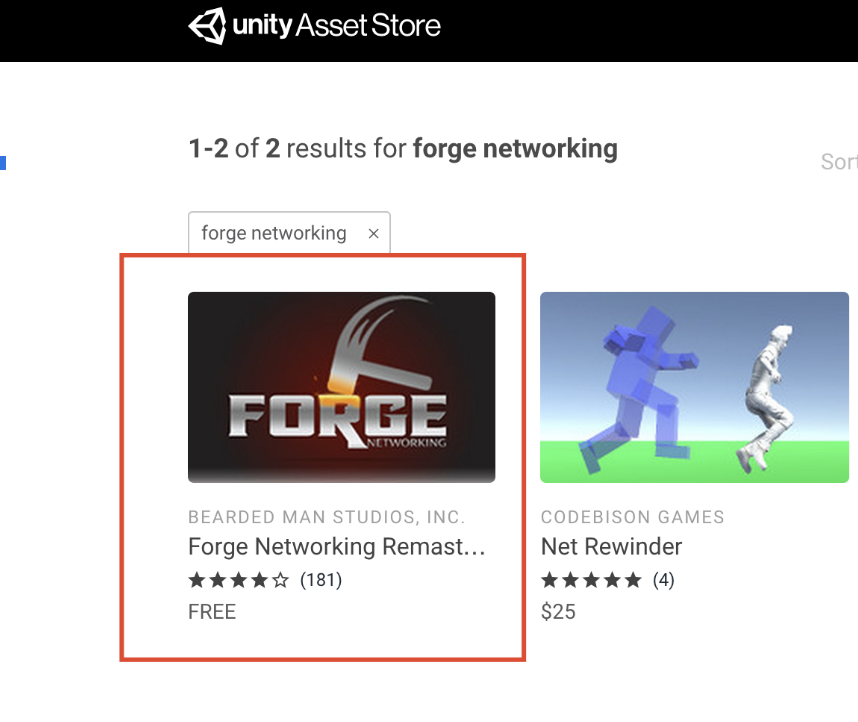 unity Asset Store
1-2 of 2 results for forge networking
Sort
forge networking ×
FORGE
NETWORKING
BEARDED MAN STUDIOS, INC.
Forge Networking Remast...
★★★★☆ (181)
FREE
CODEBISON GAMES
Net Rewinder
★★★★★ (4)
$25